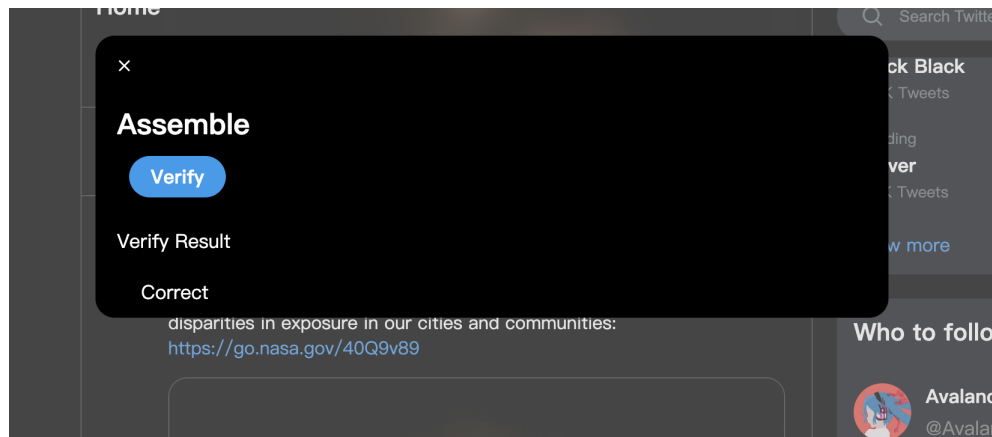 Home
Search Twitte
×
Assemble
Verify
Verify Result
Correct
disparities in exposure in our cities and communities:
https://go.nasa.gov/40Q9v89
ck Black
K Tweets
ding
ver
K Tweets
w more
Who to follo
Avalanc
@Avalan